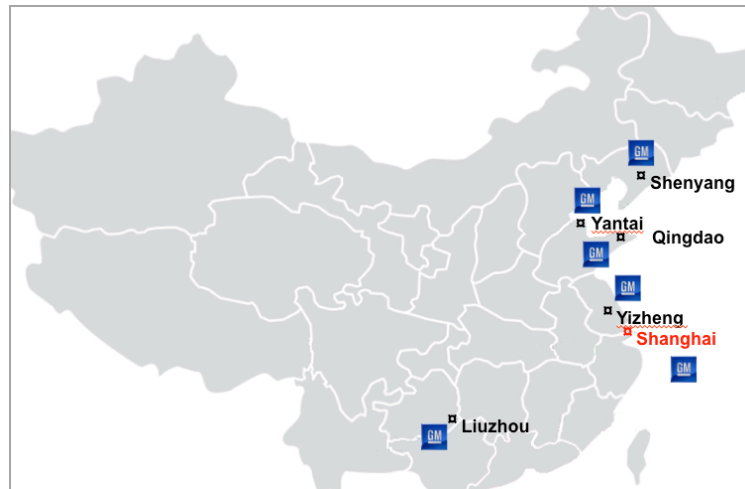 GM
Shenyang
GM
Yantai
Qingdao
GM
GM
Yizheng
Shanghai
GM
Liuzhou
GM